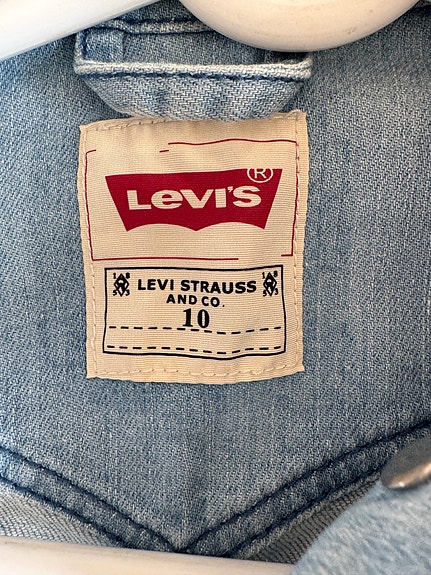 LEVI'S ®
LEVI STRAUSS
AND CO.
10